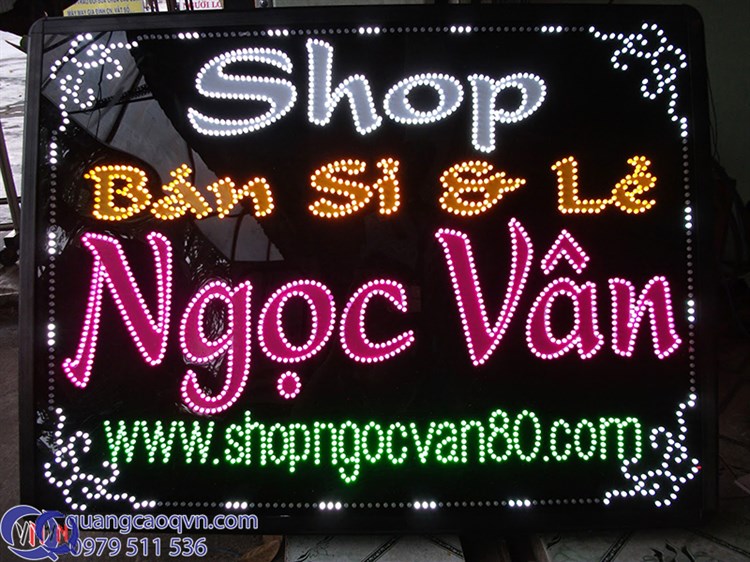 Shop
Bán Sỉ & Lẻ
Ngọc Vân
www.shopngocvan80.com
quangcaoqvn.com
0979 511 536